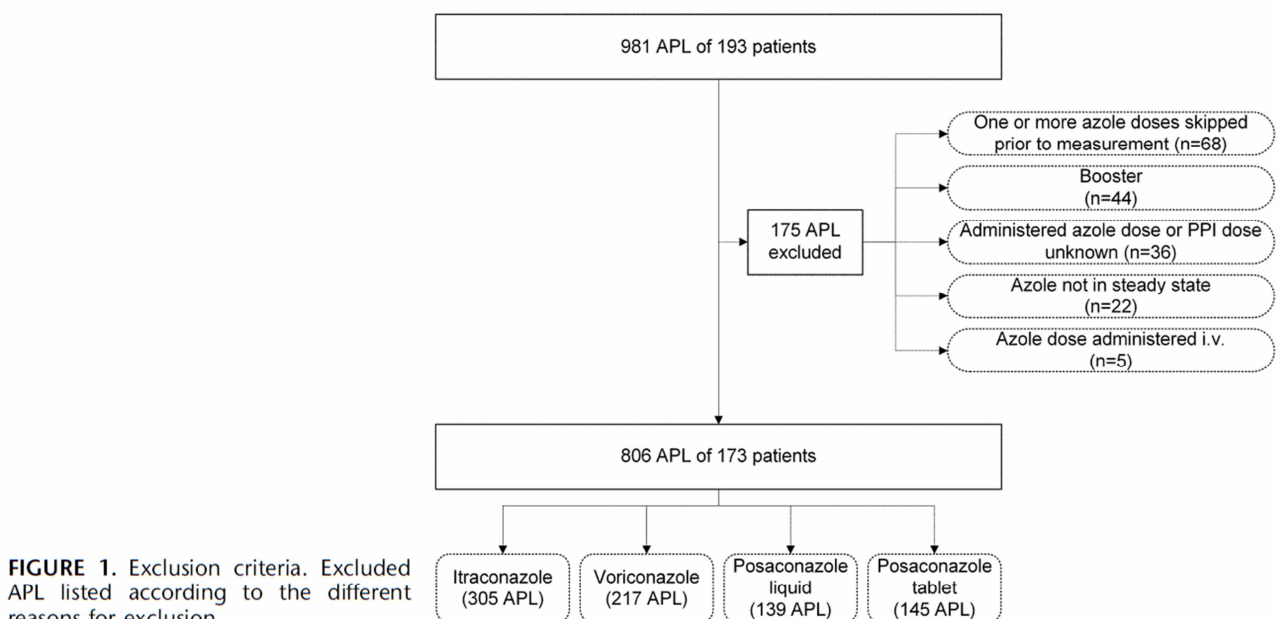 981 APL of 193 patients
One or more azole doses skipped
prior to measurement (n=68)
Booster
(n=44)
175 APL
excluded
Administered azole dose or PPI dose
unknown (n=36)
Azole not in steady state
(n=22)
Azole dose administered i.v.
(n=5)
806 APL of 173 patients
Itraconazole
(305 APL)
Voriconazole
(217 APL)
Posaconazole
liquid
(139 APL)
Posaconazole
tablet
(145 APL)
FIGURE 1. Exclusion criteria. Excluded
APL listed according to the different
reasons for exclusion.